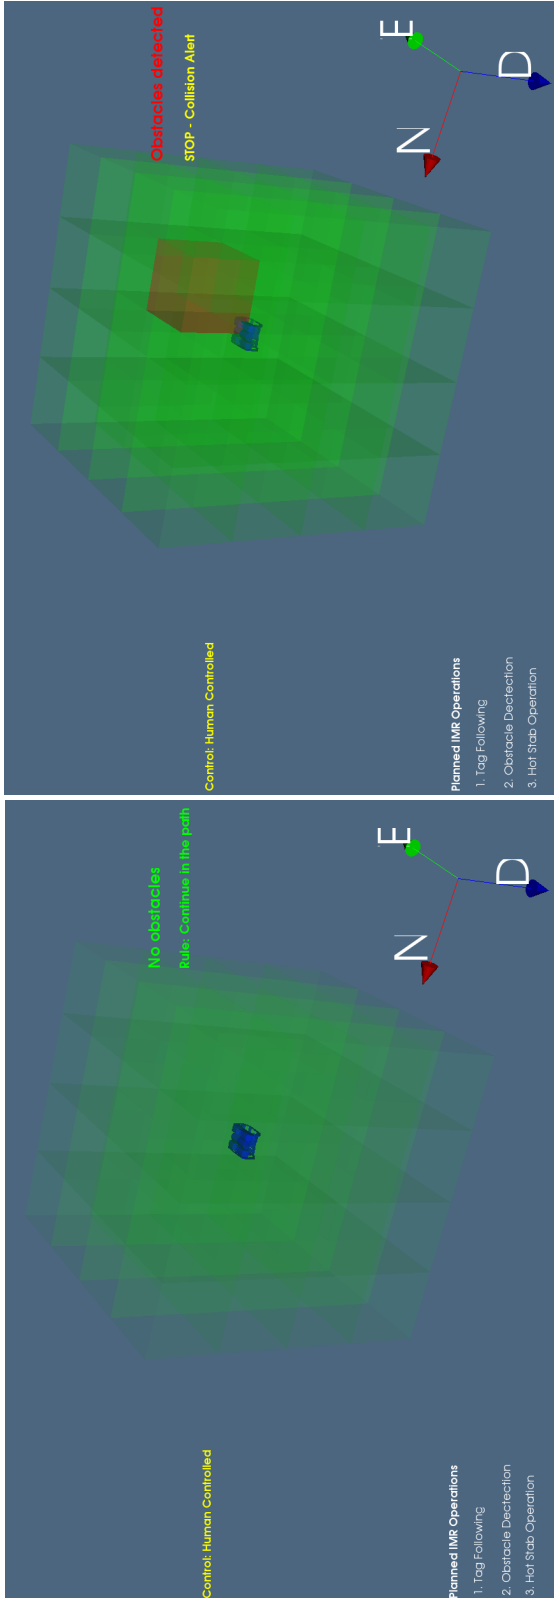 No obstacles
Rule: Continue in the path
Control: Human Controlled
Planned IMR Operations
1. Tag Following
2. Obstacle Dectection
3. Hot Stab Operation
N
E
D
Obstacles detected
STOP - Collision Alert
Control: Human Controlled
Planned IMR Operations
1. Tag Following
2. Obstacle Dectection
3. Hot Stab Operation
N
E
D